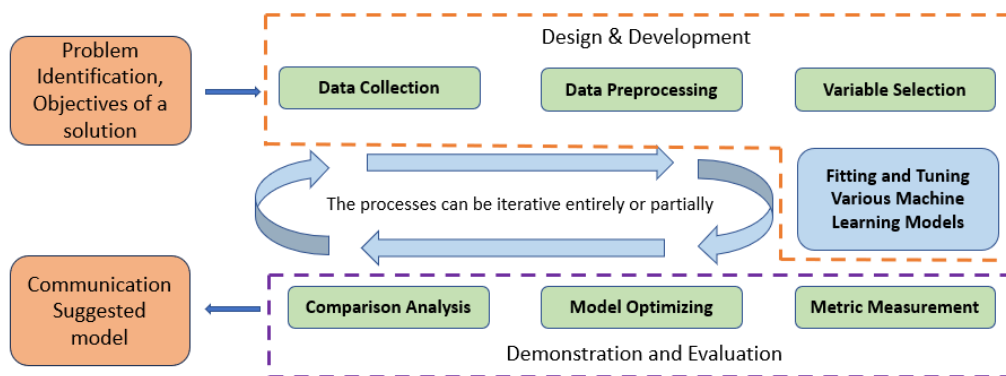 Problem
Identification,
Objectives of a
solution
Design & Development
Data Collection
Data Preprocessing
Variable Selection
Fitting and Tuning
Various Machine
Learning Models
The processes can be iterative entirely or partially
Communication
Suggested
model
Comparison Analysis
Model Optimizing
Metric Measurement
Demonstration and Evaluation